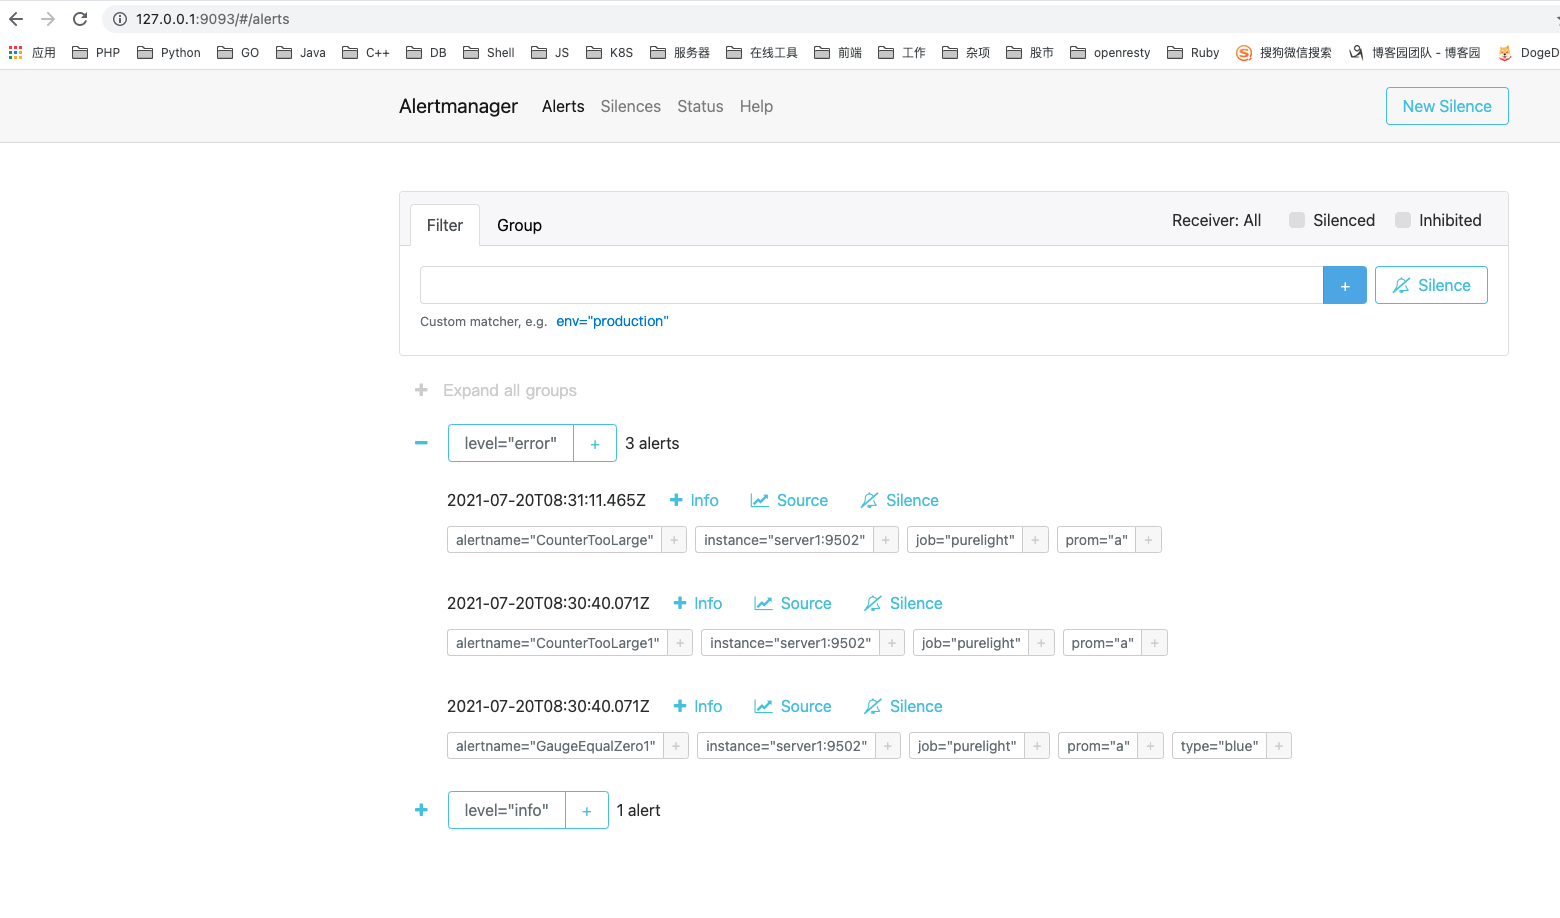 127.0.0.1:9093/#/alerts
应用 PHP Python GO Java C++ DB Shell JS K8S 服务器 在线工具 前端 工作 杂项 股市 openresty Ruby 搜狗微信搜索 博客园团队 - 博客园 DogeD
Alertmanager Alerts Silences Status Help New Silence
Filter Group Receiver: All Silenced Inhibited
+ Silence
Custom matcher, e.g. env="production"
+ Expand all groups
− level="error" + 3 alerts
2021-07-20T08:31:11.465Z + Info Source Silence
alertname="CounterTooLarge" + instance="server1:9502" + job="purelight" + prom="a" +
2021-07-20T08:30:40.071Z + Info Source Silence
alertname="CounterTooLarge1" + instance="server1:9502" + job="purelight" + prom="a" +
2021-07-20T08:30:40.071Z + Info Source Silence
alertname="GaugeEqualZero1" + instance="server1:9502" + job="purelight" + prom="a" + type="blue" +
+ level="info" + 1 alert